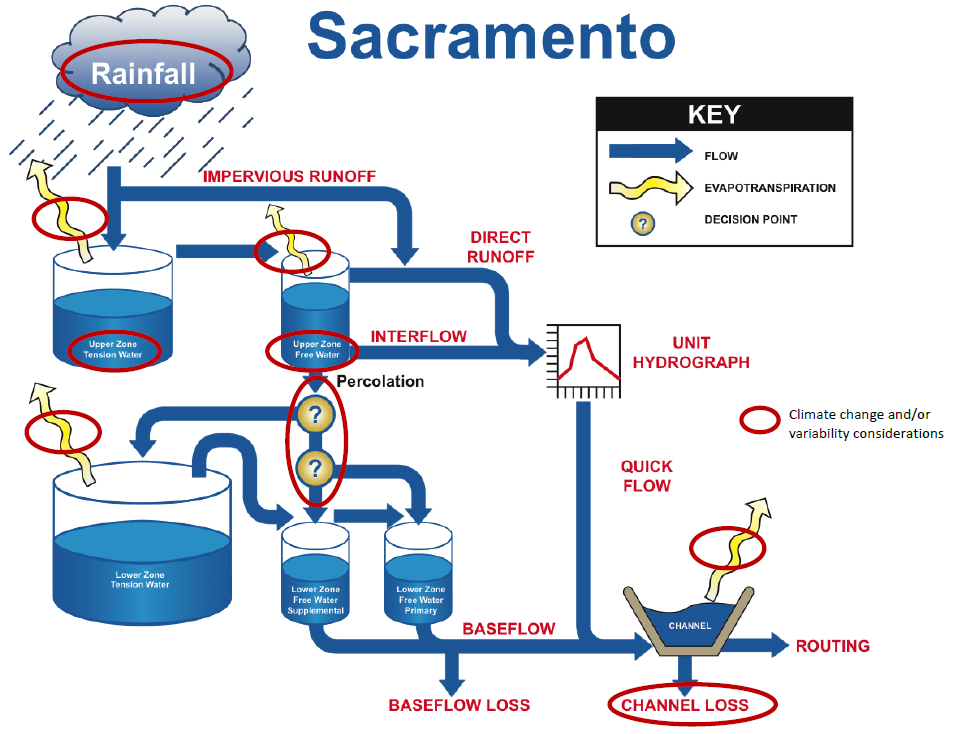 Sacramento
Rainfall
KEY
FLOW
EVAPOTRANSPIRATION
?
DECISION POINT
IMPERVIOUS RUNOFF
DIRECT
RUNOFF
Upper Zone
Tension Water
Upper Zone
Free Water
INTERFLOW
UNIT
HYDROGRAPH
Percolation
?
?
Climate change and/or
variability considerations
QUICK
FLOW
Lower Zone
Tension Water
Lower Zone
Free Water
Supplemental
Lower Zone
Free Water
Primary
BASEFLOW
CHANNEL
ROUTING
BASEFLOW LOSS
CHANNEL LOSS